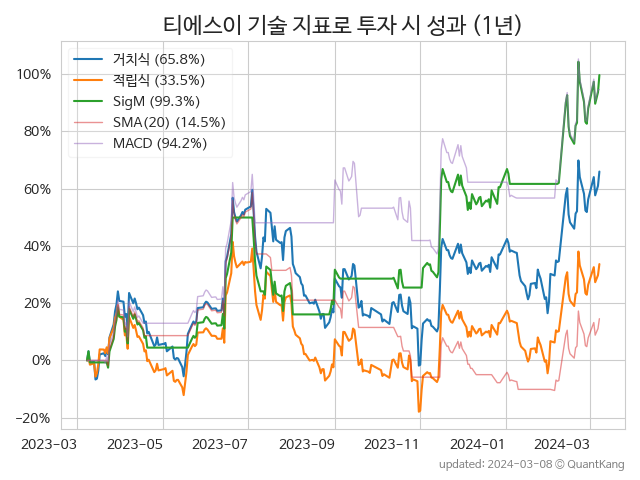 티에스이 기술 지표로 투자 시 성과 (1년)
거치식 (65.8%)
적립식 (33.5%)
SigM (99.3%)
SMA(20) (14.5%)
MACD (94.2%)
100%
80%
60%
40%
20%
0%
−20%
2023−03 2023−05 2023−07 2023−09 2023−11 2024−01 2024−03
updated: 2024−03−08 © QuantKang